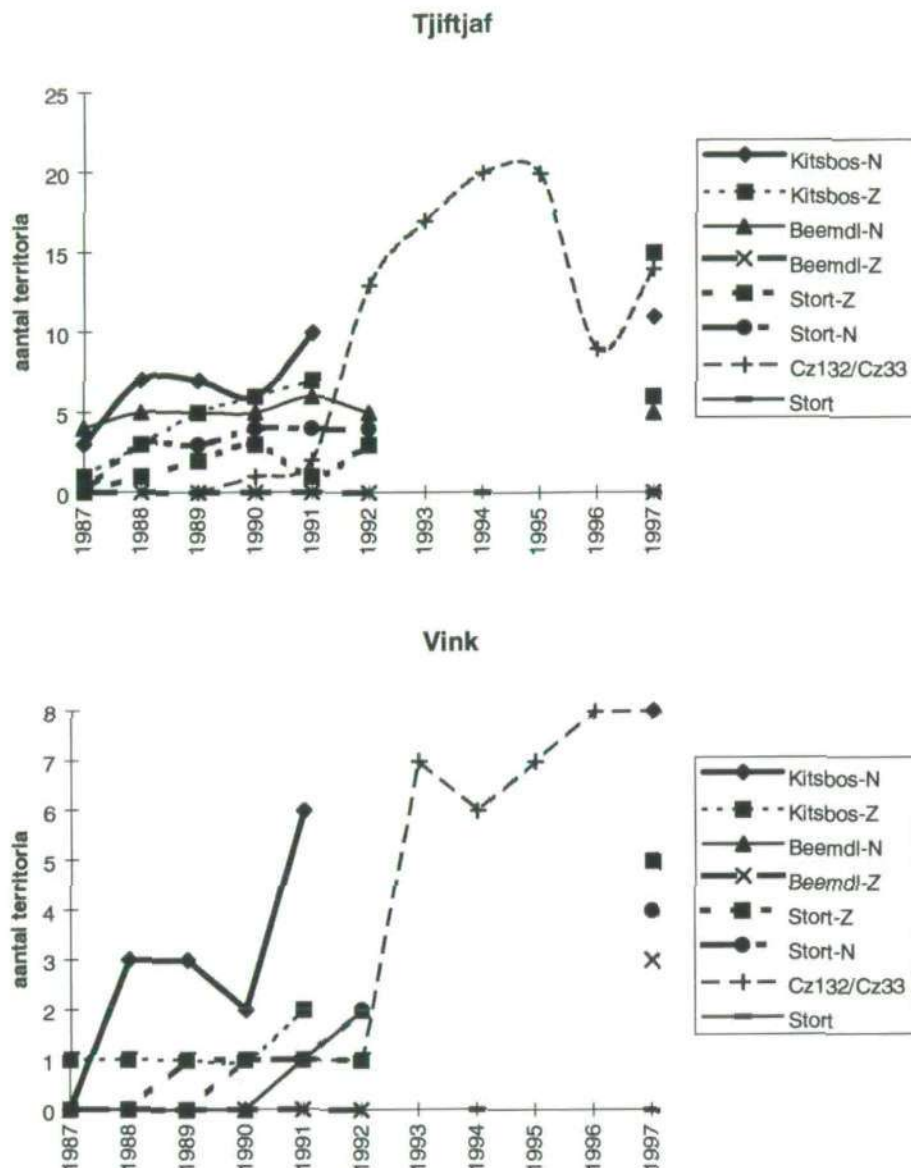 Tjiftjaf
aantal territoria
25
20
15
10
5
0
1987
1988
1989
1990
1991
1992
1993
1994
1995
1996
1997
Kitsbos-N
Kitsbos-Z
Beemdl-N
Beemdl-Z
Stort-Z
Stort-N
Cz132/Cz33
Stort
Vink
aantal territoria
8
7
6
5
4
3
2
1
0
1987
1988
1989
1990
1991
1992
1993
1994
1995
1996
1997
Kitsbos-N
Kitsbos-Z
Beemdl-N
Beemdl-Z
Stort-Z
Stort-N
Cz132/Cz33
Stort